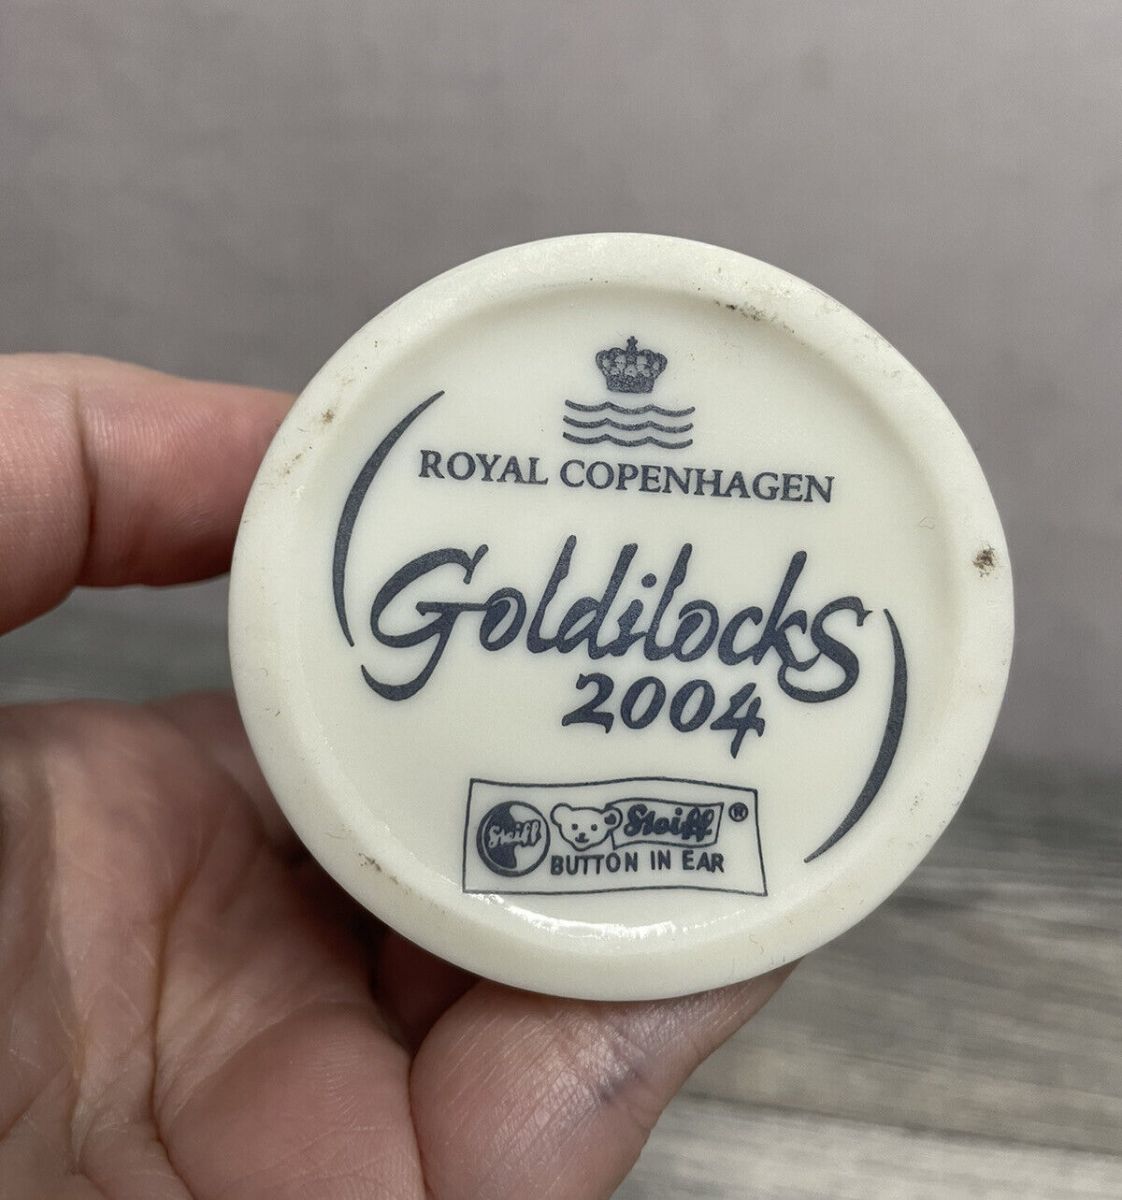 ROYAL COPENHAGEN
Goldilocks
2004
Steiff Steiff ®
BUTTON IN EAR